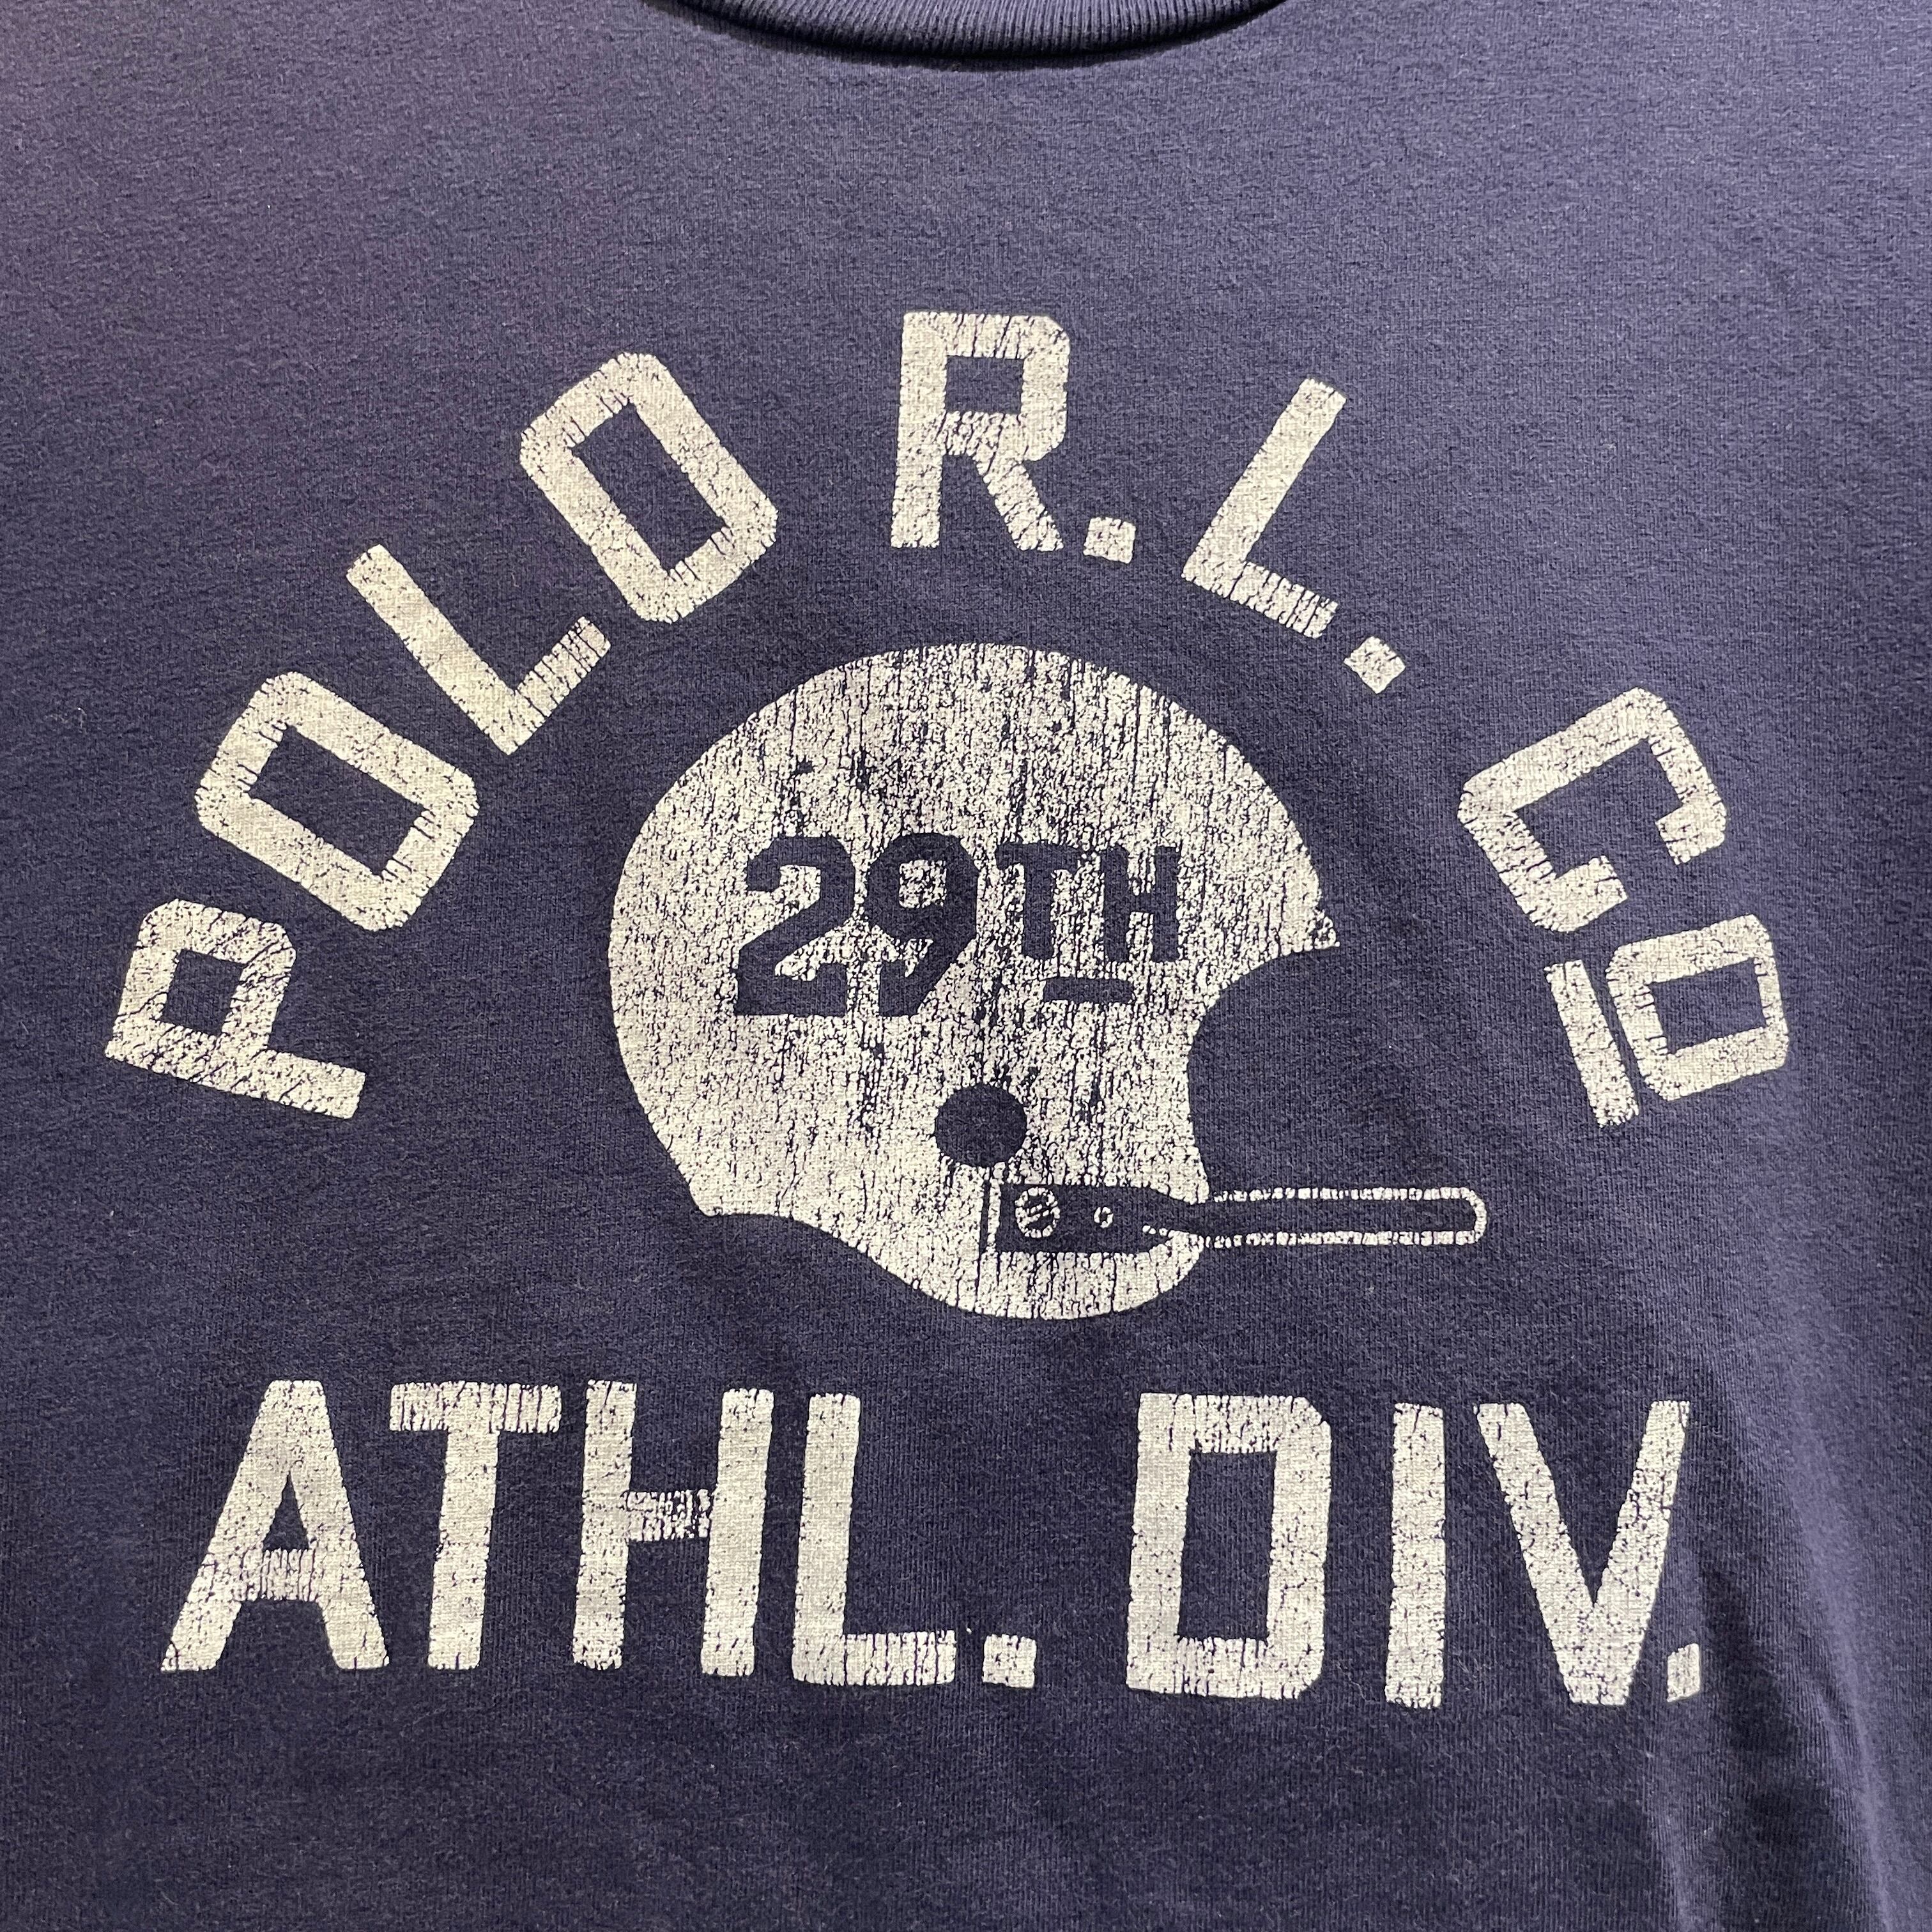 POLO R.L. Co
29TH
ATHL. DIV.